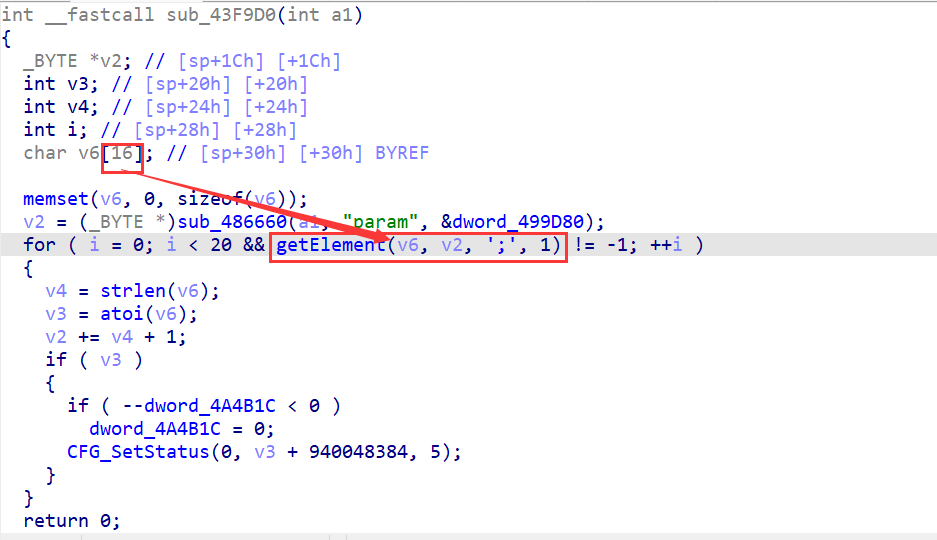 int __fastcall sub_43F9D0(int a1)
{
  _BYTE *v2; // [sp+1Ch] [+1Ch]
  int v3; // [sp+20h] [+20h]
  int v4; // [sp+24h] [+24h]
  int i; // [sp+28h] [+28h]
  char v6[16]; // [sp+30h] [+30h] BYREF

  memset(v6, 0, sizeof(v6));
  v2 = (_BYTE *)sub_486660(a1, "param", &dword_499D80);
  for ( i = 0; i < 20 && getElement(v6, v2, ';', 1) != -1; ++i )
  {
    v4 = strlen(v6);
    v3 = atoi(v6);
    v2 += v4 + 1;
    if ( v3 )
    {
      if ( --dword_4A4B1C < 0 )
        dword_4A4B1C = 0;
      CFG_SetStatus(0, v3 + 940048384, 5);
    }
  }
  return 0;